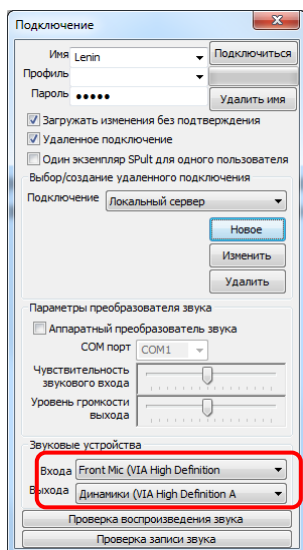 Подключение
Имя Lenin Подключиться
Профиль
Пароль ●●●●● Удалить имя
Загружать изменения без подтверждения
Удаленное подключение
Один экземпляр SPult для одного пользователя
Выбор/создание удаленного подключения
Подключение Локальный сервер
Новое
Изменить
Удалить
Параметры преобразователя звука
Аппаратный преобразователь звука
COM порт COM1
Чувствительность
звукового входа
Уровень громкости
выхода
Звуковые устройства
Входа Front Mic (VIA High Definition
Выхода Динамики (VIA High Definition A
Проверка воспроизведения звука
Проверка записи звука